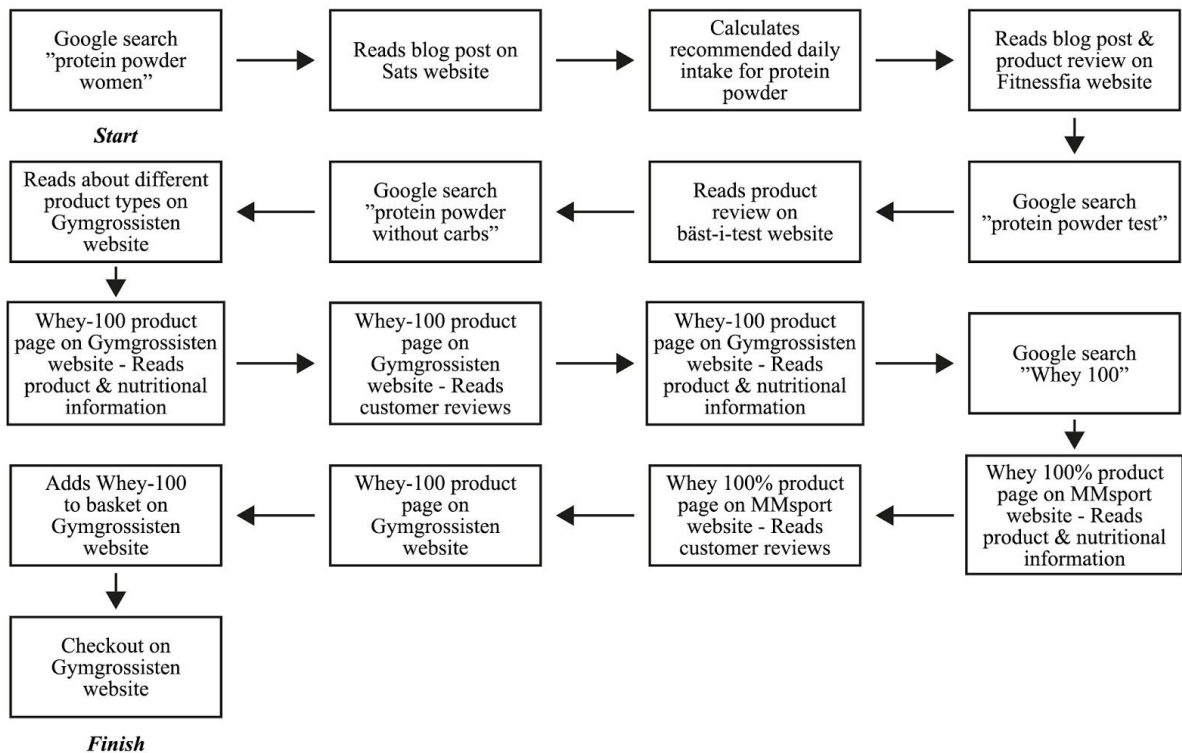 Google search
”protein powder
women”
Start
Reads blog post on
Sats website
Calculates
recommended daily
intake for protein
powder
Reads blog post &
product review on
Fitnessfia website
Google search
”protein powder test”
Reads product
review on
bäst-i-test website
Google search
”protein powder
without carbs”
Reads about different
product types on
Gymgrossisten
website
Whey-100 product
page on Gymgrossisten
website - Reads
product & nutritional
information
Whey-100 product
page on
Gymgrossisten
website - Reads
customer reviews
Whey-100 product
page on Gymgrossisten
website - Reads
product & nutritional
information
Google search
”Whey 100”
Whey 100% product
page on MMsport
website - Reads
product & nutritional
information
Whey 100% product
page on MMsport
website - Reads
customer reviews
Whey-100 product
page on
Gymgrossisten
website
Adds Whey-100
to basket on
Gymgrossisten
website
Checkout on
Gymgrossisten
website
Finish